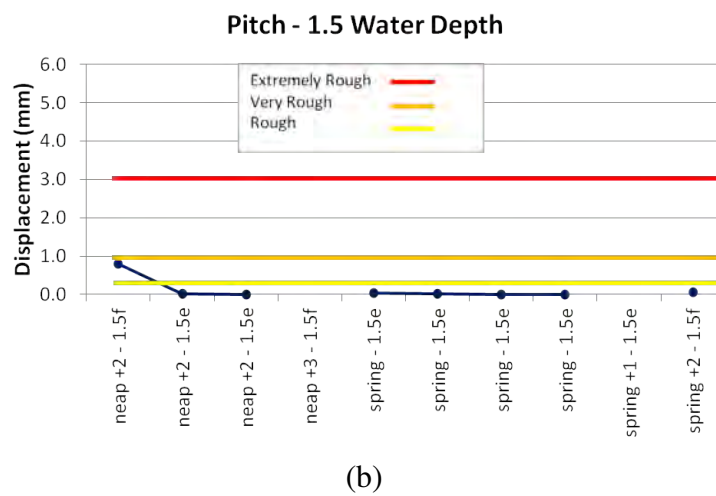 Pitch - 1.5 Water Depth
Displacement (mm)
6.0
5.0
4.0
3.0
2.0
1.0
0.0
Extremely Rough
Very Rough
Rough
neap +2 - 1.5f
neap +2 - 1.5e
neap +2 - 1.5e
neap +3 - 1.5f
spring - 1.5e
spring - 1.5e
spring - 1.5e
spring - 1.5e
spring +1 - 1.5e
spring +2 - 1.5f
(b)